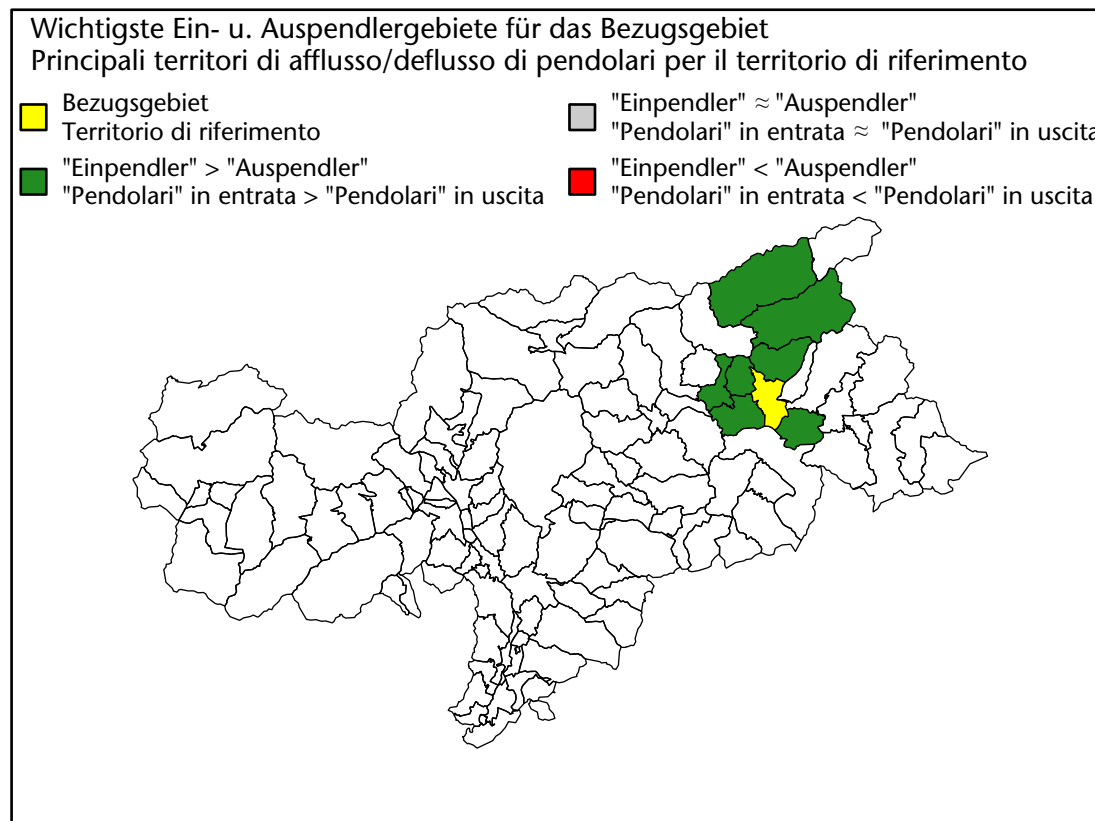 Wichtigste Ein- u. Auspendlergebiete für das Bezugsgebiet
Principali territori di afflusso/deflusso di pendolari per il territorio di riferimento
Bezugsgebiet
Territorio di riferimento
"Einpendler" > "Auspendler"
"Pendolari" in entrata > "Pendolari" in uscita
"Einpendler" ≈ "Auspendler"
"Pendolari" in entrata ≈ "Pendolari" in uscita
"Einpendler" < "Auspendler"
"Pendolari" in entrata < "Pendolari" in uscita